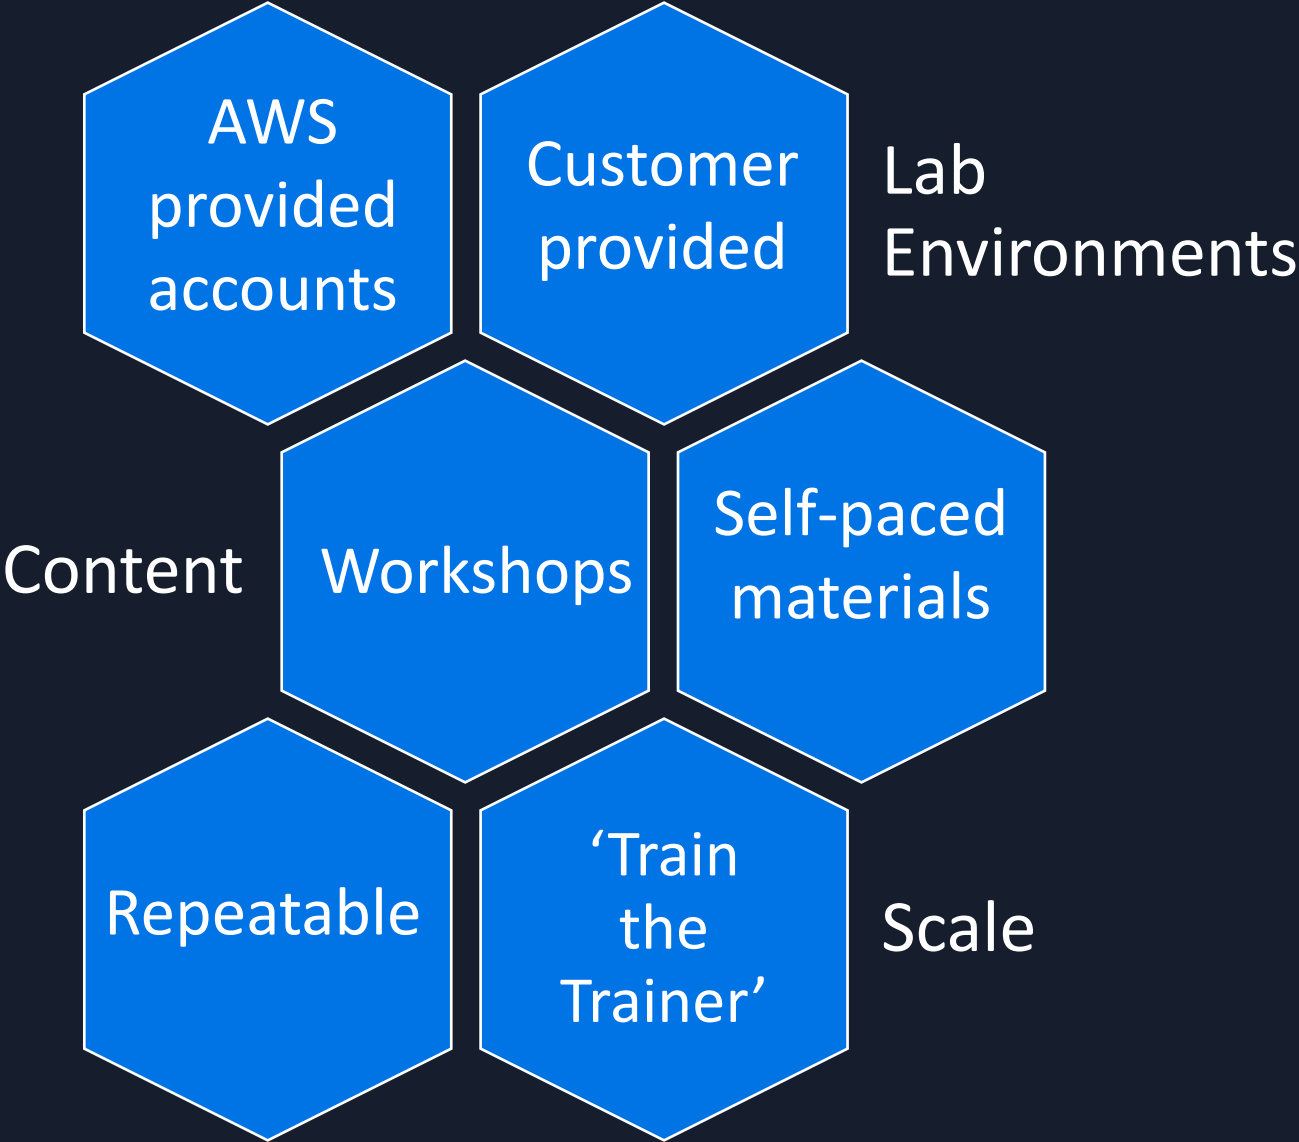 AWS
provided
accounts
Customer
provided
Lab
Environments
Content
Workshops
Self-paced
materials
Repeatable
‘Train
the
Trainer’
Scale